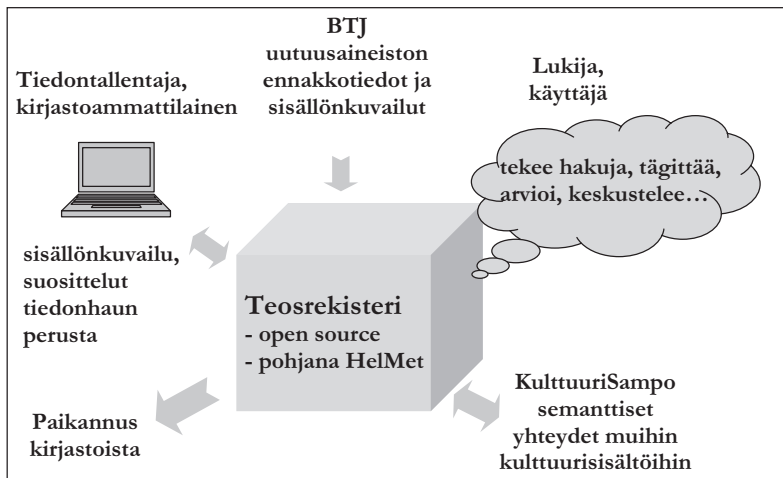 BTJ
uutuusaineiston
ennakkotiedot ja
sisällönkuvailut
Tiedontallentaja,
kirjastoammattilainen
Lukija,
käyttäjä
tekee hakuja, tägittää,
arvioi, keskustelee…
sisällönkuvailu,
suosittelut
tiedonhaun
perusta
Teosrekisteri
- open source
- pohjana HelMet
Paikannus
kirjastoista
KulttuuriSampo
semanttiset
yhteydet muihin
kulttuurisisältöihin